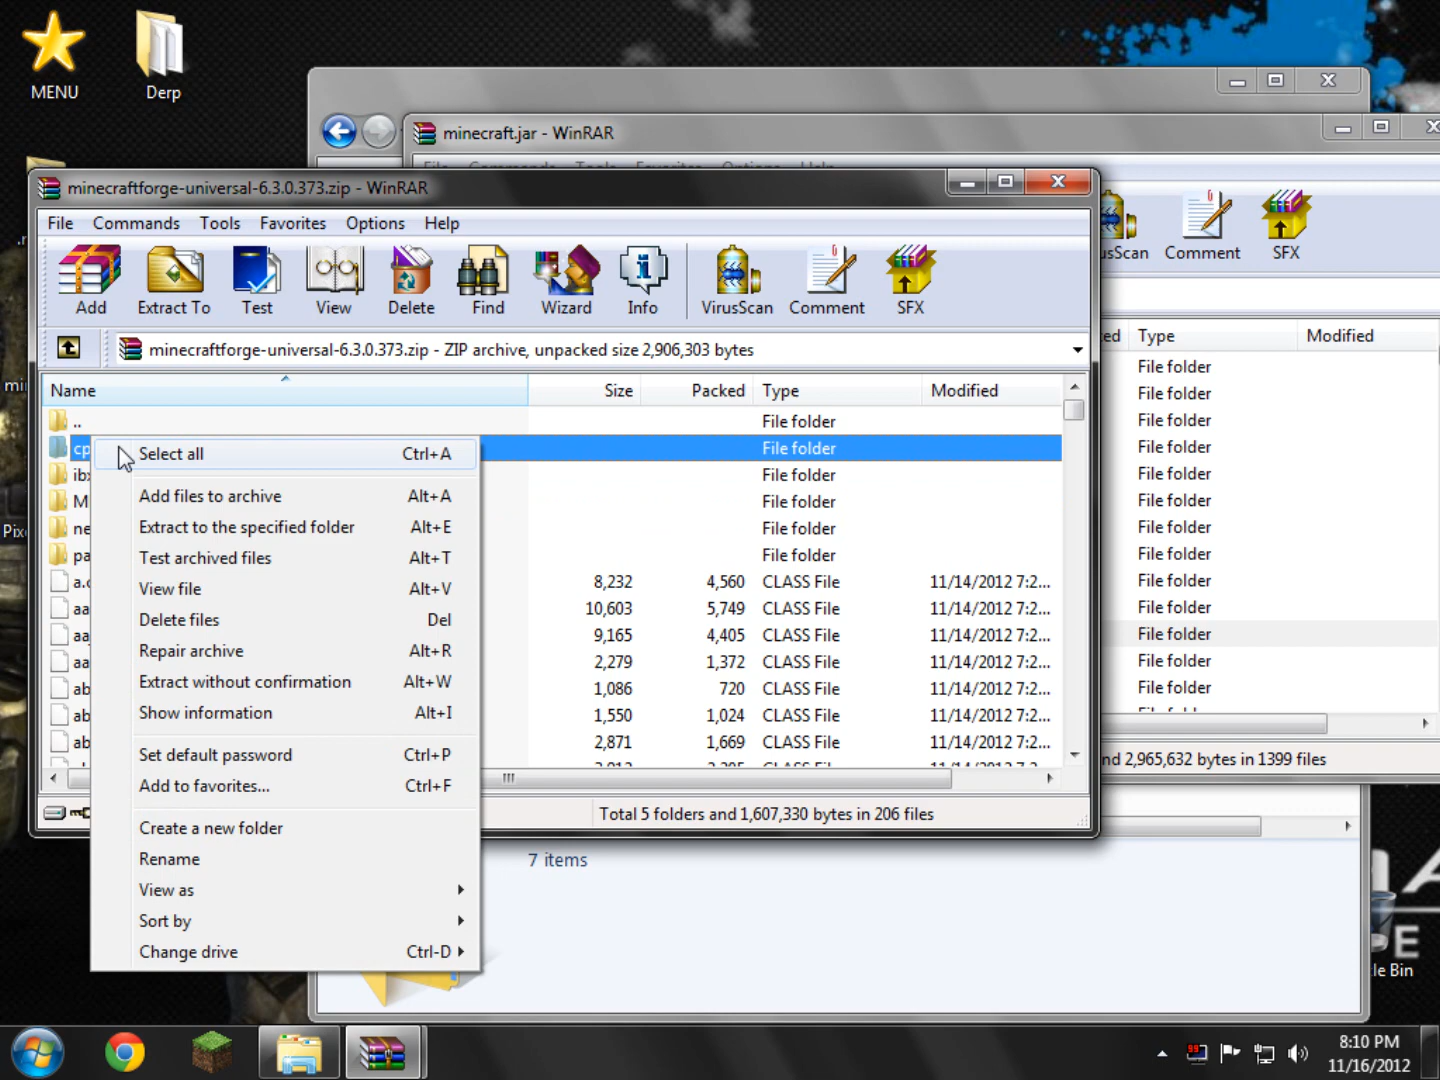 MENU
Derp
minecraft.jar - WinRAR
File Commands Tools Favorites Options Help
minecraftforge-universal-6.3.0.373.zip - WinRAR
File Commands Tools Favorites Options Help
Add Extract To Test View Delete Find Wizard Info VirusScan Comment SFX
Comment SFX
minecraftforge-universal-6.3.0.373.zip - ZIP archive, unpacked size 2,906,303 bytes
Type Modified
Name Size Packed Type Modified
.. File folder
File folder
File folder
File folder
File folder
File folder
8,232 4,560 CLASS File 11/14/2012 7:2...
10,603 5,749 CLASS File 11/14/2012 7:2...
9,165 4,405 CLASS File 11/14/2012 7:2...
2,279 1,372 CLASS File 11/14/2012 7:2...
1,086 720 CLASS File 11/14/2012 7:2...
1,550 1,024 CLASS File 11/14/2012 7:2...
2,871 1,669 CLASS File 11/14/2012 7:2...
Total 5 folders and 1,607,330 bytes in 206 files
Select all Ctrl+A
Add files to archive Alt+A
Extract to the specified folder Alt+E
Test archived files Alt+T
View file Alt+V
Delete files Del
Repair archive Alt+R
Extract without confirmation Alt+W
Show information Alt+I
Set default password Ctrl+P
Add to favorites... Ctrl+F
Create a new folder
Rename
View as
Sort by
Change drive Ctrl-D
File folder
File folder
File folder
File folder
File folder
File folder
File folder
File folder
File folder
File folder
File folder
File folder
File folder
nd 2,965,632 bytes in 1399 files
7 items
cle Bin
8:10 PM
11/16/2012